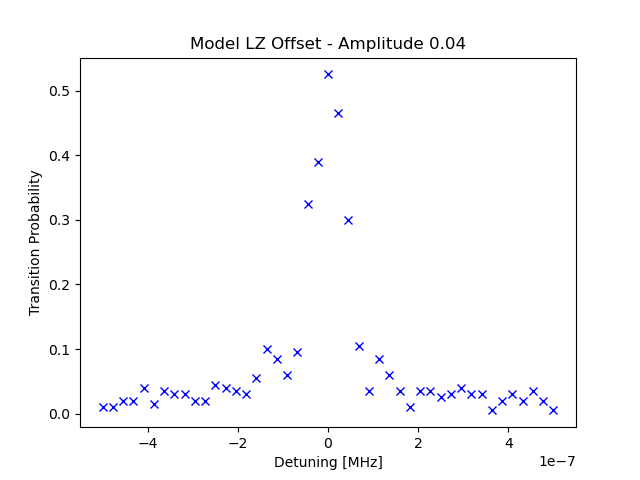 Model LZ Offset - Amplitude 0.04
Transition Probability
0.5
0.4
0.3
0.2
0.1
0.0
−4
−2
0
2
4
1e−7
Detuning [MHz]